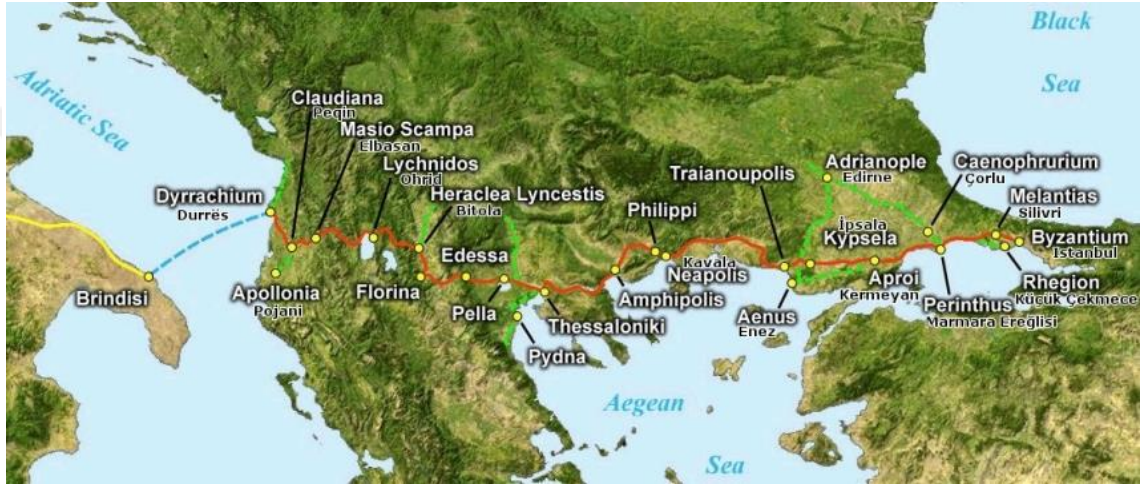 Black
Sea
Adriatic Sea
Claudiana
Peqin
Masio Scampa
Elbasan
Lychnidos
Ohrid
Heraclea Lyncestis
Bitola
Dyrrachium
Durrës
Brindisi
Apollonia
Pojani
Florina
Edessa
Pella
Pydna
Thessaloniki
Amphipolis
Philippi
Kavala
Neapolis
Traianoupolis
Adrianople
Edirne
İpsala
Kypsela
Aenus
Enez
Aproi
Kermeyan
Caenophrurium
Çorlu
Perinthus
Marmara Ereğlisi
Melantias
Silivri
Byzantium
Istanbul
Rhegion
Küçük Çekmece
Aegean
Sea